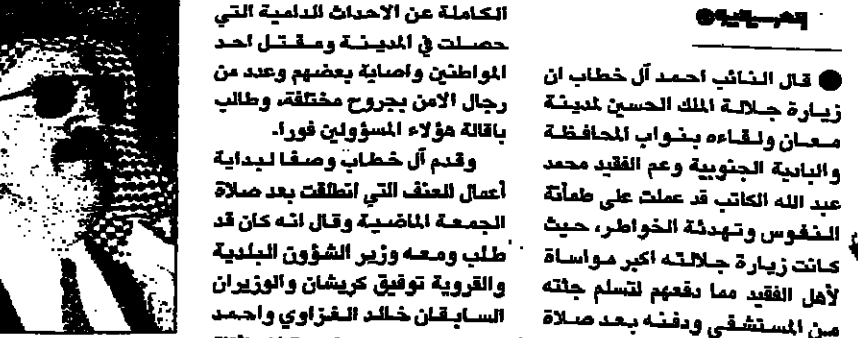 ● قال النائب احمد آل خطاب ان
زيارة جلالة الملك الحسين لمدينة
معان ولقاءه بنواب المحافظة
والبادية الجنوبية وعم الفقيد محمد
عبد الله الكاتب قد عملت على طمأنة
النفوس وتهدئة الخواطر، حيث
كانت زيارة جلالته اكبر مواساة
لأهل الفقيد مما دفعهم لتسلم جثته
من المستشفى ودفنه بعد صلاة
الكاملة عن الاحداث الدامية التي
حصلت في المدينة ومقتل احد
المواطنين واصابة بعضهم وعدد من
رجال الامن بجروح مختلفة، وطالب
باقالة هؤلاء المسؤولين فورا.
وقدم آل خطاب وصفا لبداية
أعمال العنف التي انطلقت بعد صلاة
الجمعة الماضية وقال انه كان قد
طلب ومعه وزير الشؤون البلدية
والقروية توفيق كريشان والوزيران
السابقان خالد الغزاوي واحمد